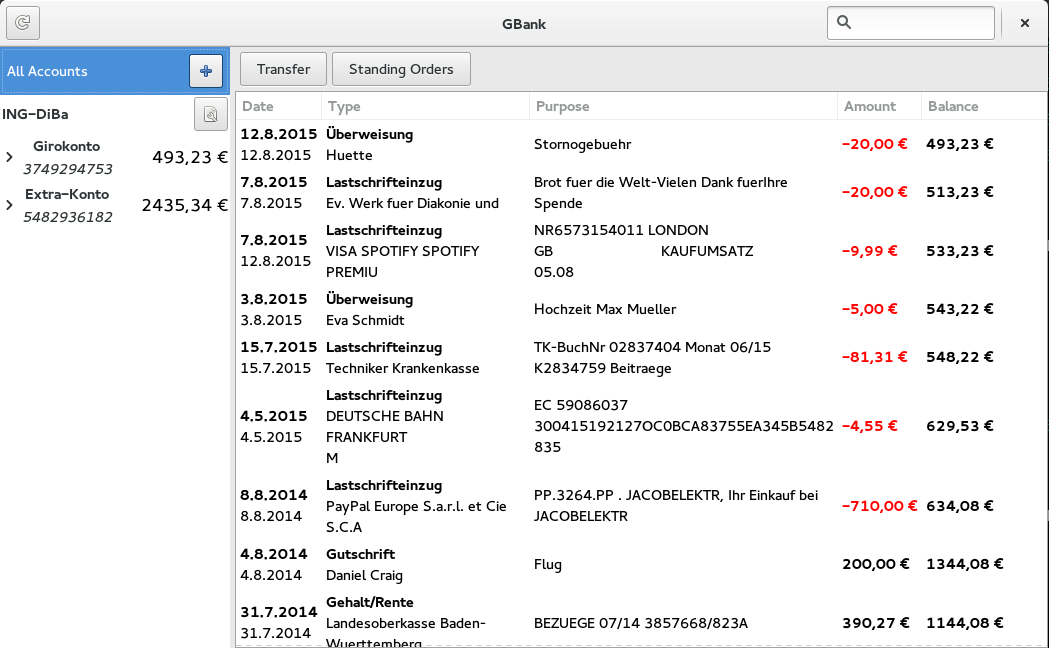 GBank
All Accounts
Transfer
Standing Orders
ING-DiBa
Girokonto
3749294753
493,23 €
Extra-Konto
5482936182
2435,34 €
Date Type Purpose Amount Balance
12.8.2015
12.8.2015
Überweisung
Huette
Stornogebuehr
-20,00 €
493,23 €
7.8.2015
7.8.2015
Lastschrifteinzug
Ev. Werk fuer Diakonie und
Brot fuer die Welt-Vielen Dank fuerIhre
Spende
-20,00 €
513,23 €
7.8.2015
12.8.2015
Lastschrifteinzug
VISA SPOTIFY SPOTIFY
PREMIU
NR6573154011 LONDON
GB KAUFUMSATZ
05.08
-9,99 €
533,23 €
3.8.2015
3.8.2015
Überweisung
Eva Schmidt
Hochzeit Max Mueller
-5,00 €
543,22 €
15.7.2015
15.7.2015
Lastschrifteinzug
Techniker Krankenkasse
TK-BuchNr 02837404 Monat 06/15
K2834759 Beitraege
-81,31 €
548,22 €
4.5.2015
4.5.2015
Lastschrifteinzug
DEUTSCHE BAHN
FRANKFURT
M
EC 59086037
300415192127OC0BCA83755EA345B5482
835
-4,55 €
629,53 €
8.8.2014
8.8.2014
Lastschrifteinzug
PayPal Europe S.a.r.l. et Cie
S.C.A
PP.3264.PP . JACOBELEKTR, Ihr Einkauf bei
JACOBELEKTR
-710,00 €
634,08 €
4.8.2014
4.8.2014
Gutschrift
Daniel Craig
Flug
200,00 €
1344,08 €
31.7.2014
31.7.2014
Gehalt/Rente
Landesoberkasse Baden-
Wuerttemberg
BEZUEGE 07/14 3857668/823A
390,27 €
1144,08 €